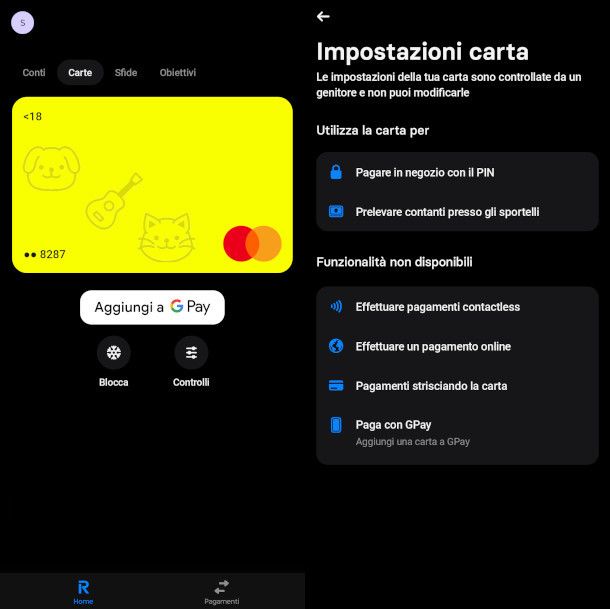 S
Conti
Carte
Sfide
Obiettivi
<18
●● 8287
Aggiungi a G Pay
Blocca
Controlli
Home
Pagamenti
Impostazioni carta
Le impostazioni della tua carta sono controllate da un
genitore e non puoi modificarle
Utilizza la carta per
Pagare in negozio con il PIN
Prelevare contanti presso gli sportelli
Funzionalità non disponibili
Effettuare pagamenti contactless
Effettuare un pagamento online
Pagamenti strisciando la carta
Paga con GPay
Aggiungi una carta a GPay